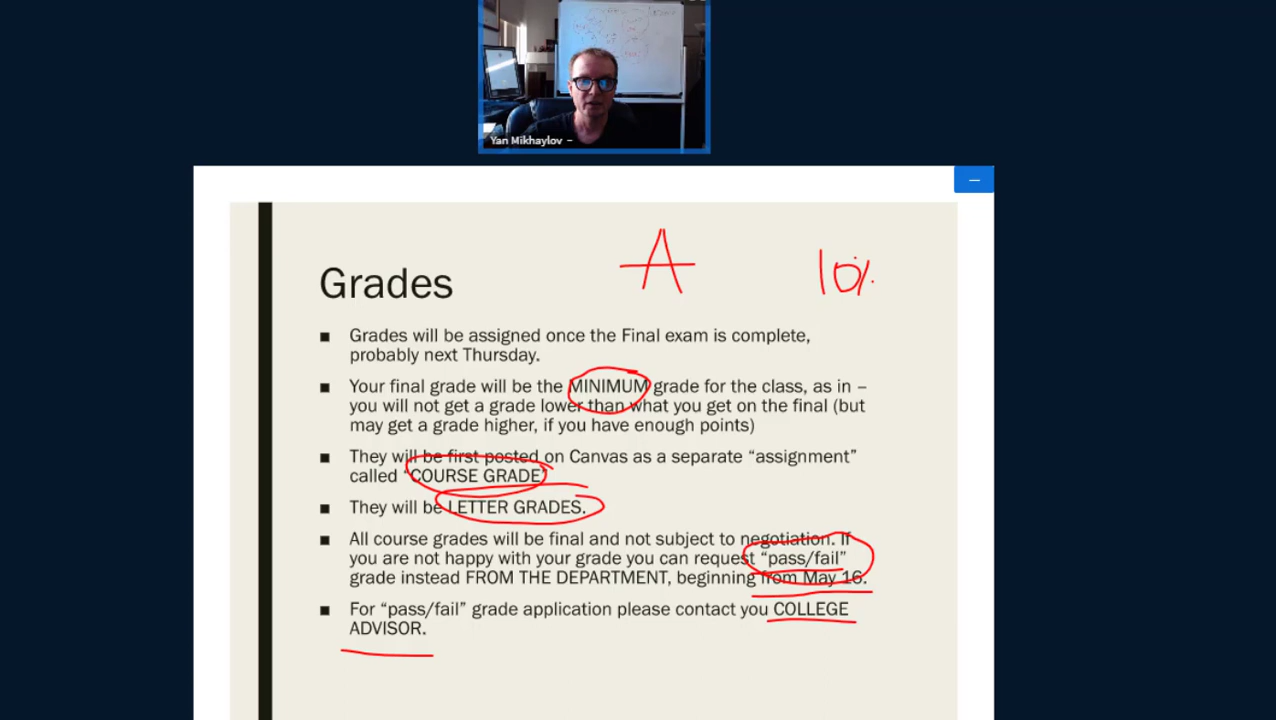 Yan Mikhaylov
Grades
A
10%
Grades will be assigned once the Final exam is complete,
probably next Thursday.
Your final grade will be the MINIMUM grade for the class, as in –
you will not get a grade lower than what you get on the final (but
may get a grade higher, if you have enough points)
They will be first posted on Canvas as a separate “assignment”
called “COURSE GRADE”
They will be LETTER GRADES.
All course grades will be final and not subject to negotiation. If
you are not happy with your grade you can request “pass/fail”
grade instead FROM THE DEPARTMENT, beginning from May 16.
For “pass/fail” grade application please contact you COLLEGE
ADVISOR.